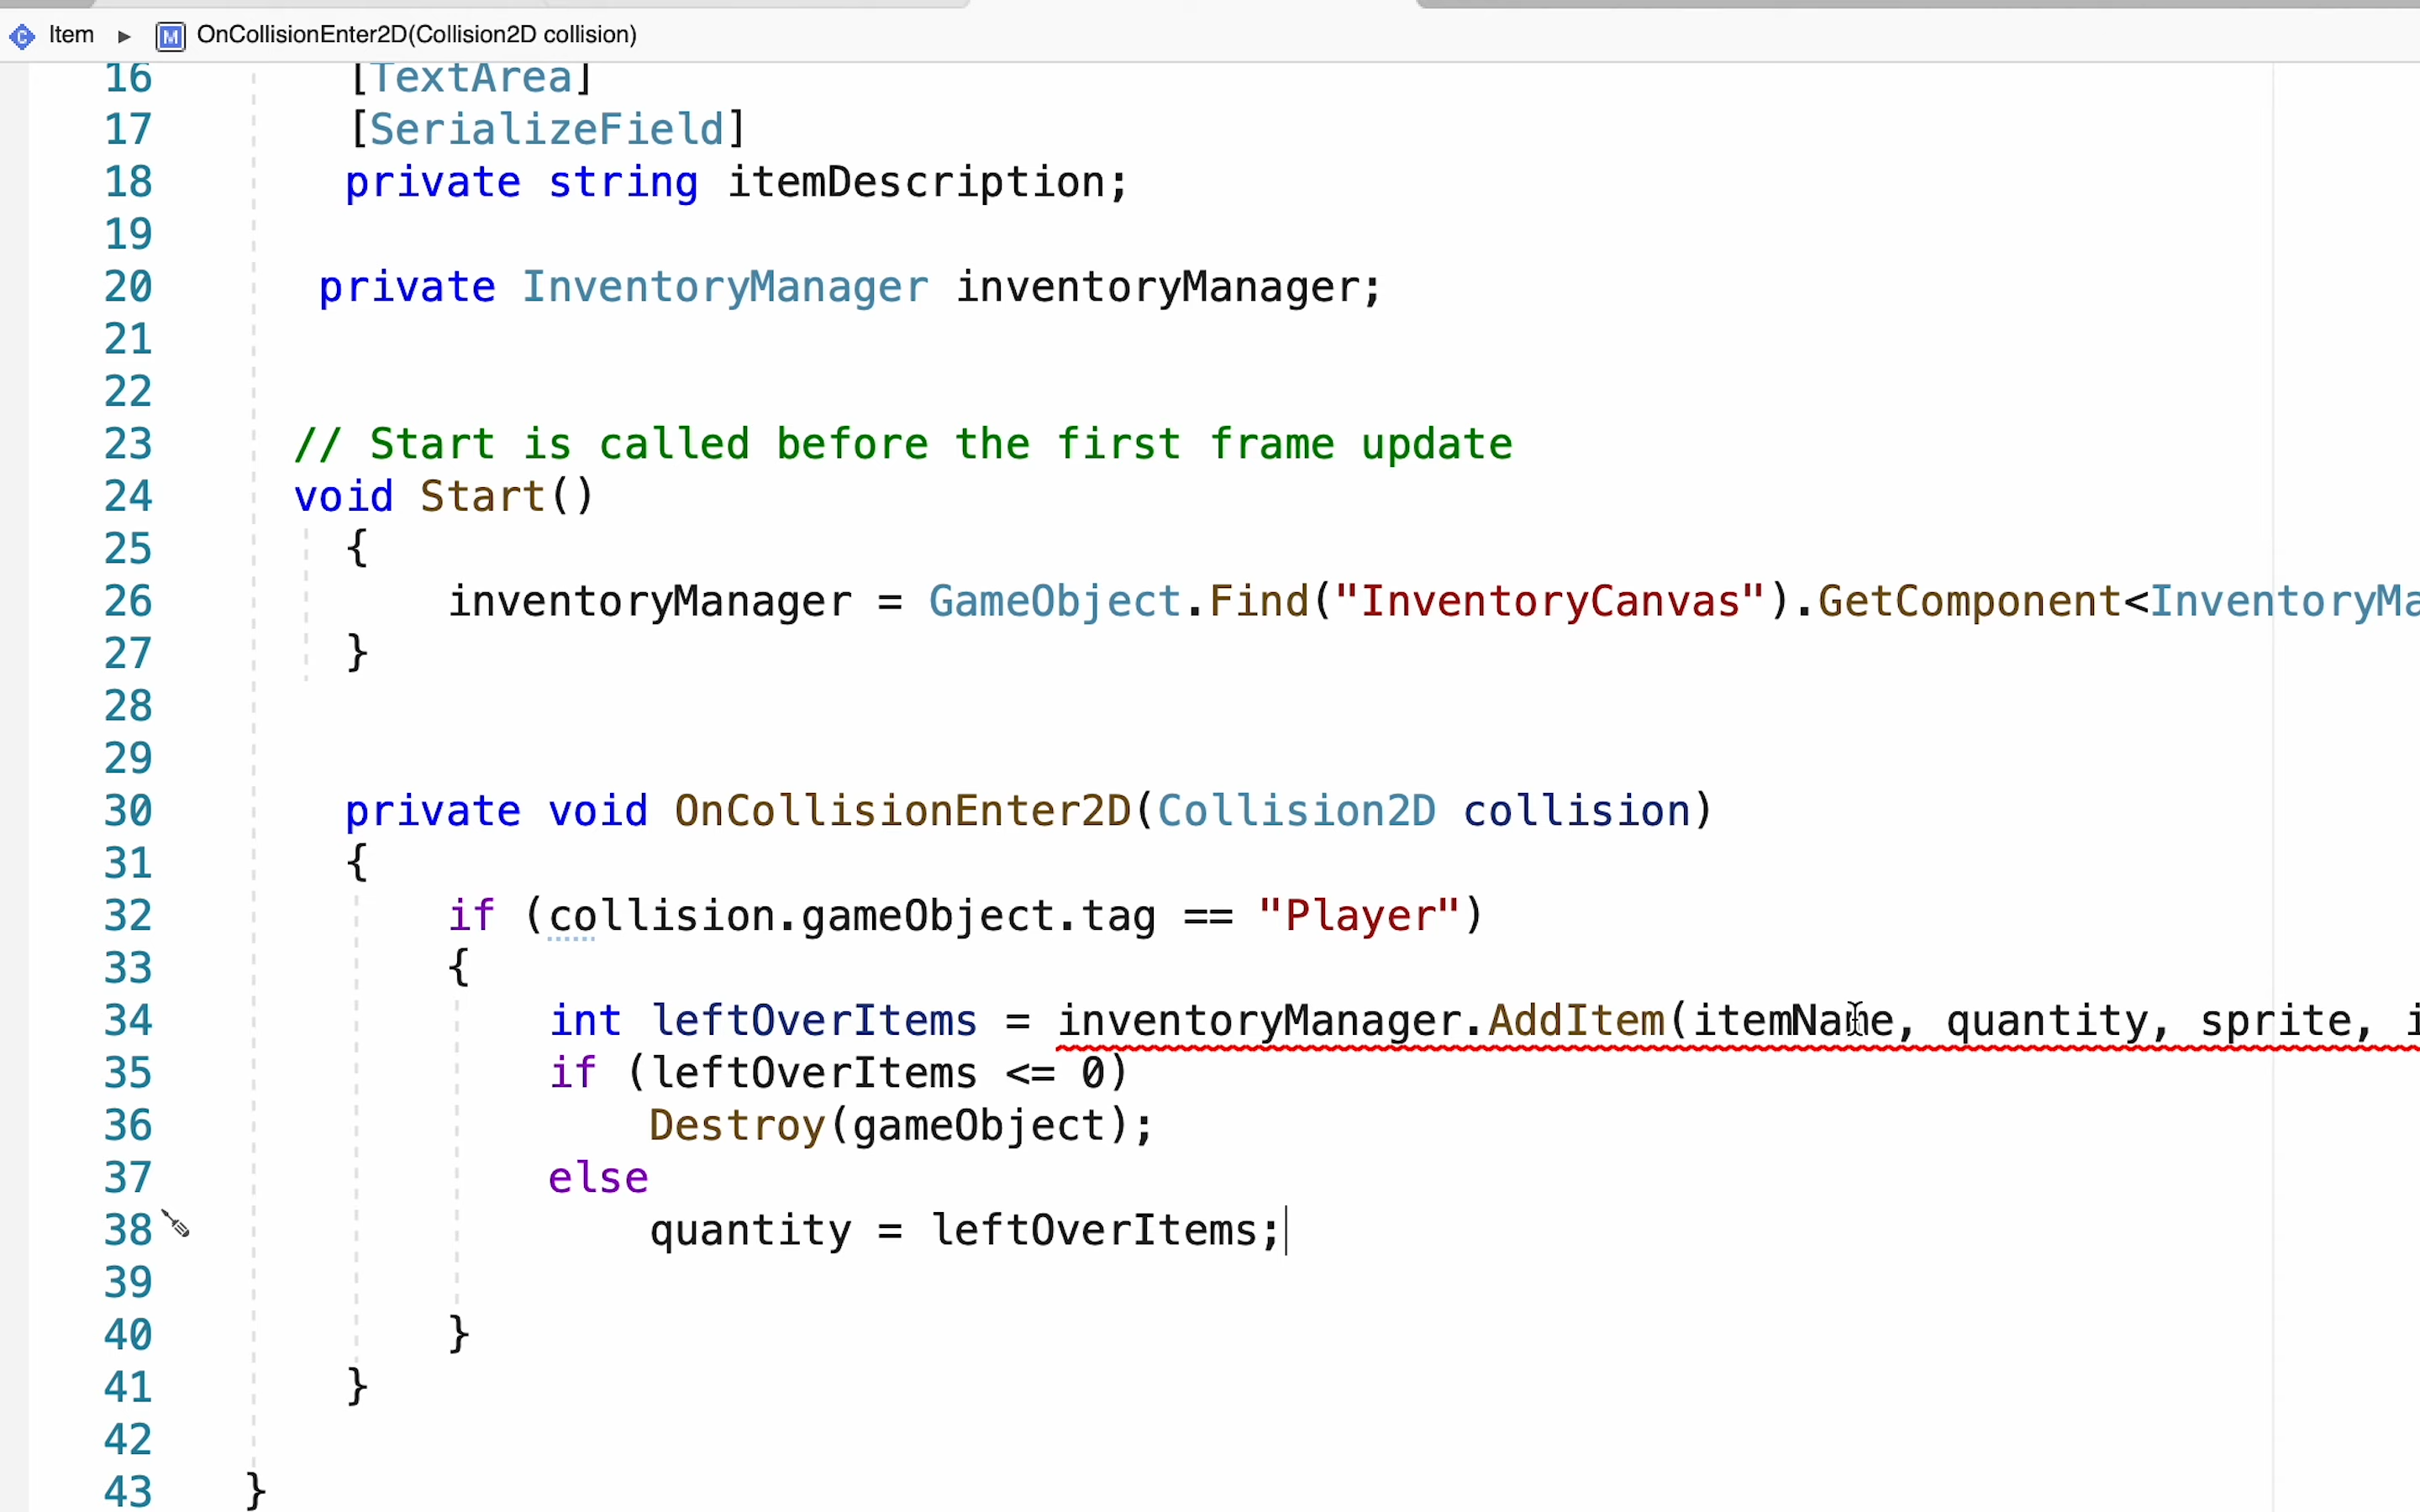 Item ▸ M OnCollisionEnter2D(Collision2D collision)
16 [TextArea]
17 [SerializeField]
18 private string itemDescription;
19
20 private InventoryManager inventoryManager;
21
22
23 // Start is called before the first frame update
24 void Start()
25 {
26 inventoryManager = GameObject.Find("InventoryCanvas").GetComponent<InventoryMa
27 }
28
29
30 private void OnCollisionEnter2D(Collision2D collision)
31 {
32 if (collision.gameObject.tag == "Player")
33 {
34 int leftOverItems = inventoryManager.AddItem(itemName, quantity, sprite, i
35 if (leftOverItems <= 0)
36 Destroy(gameObject);
37 else
38 quantity = leftOverItems;
39
40 }
41 }
42
43 }